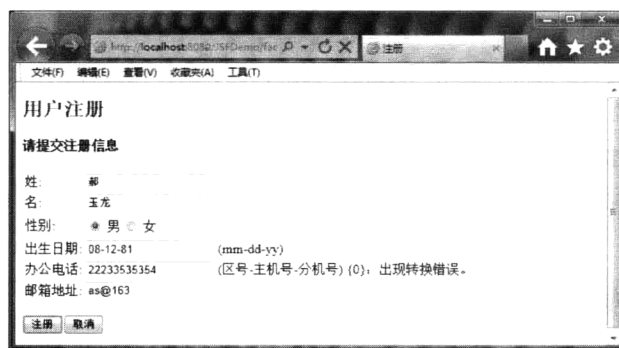 http://localhost:8080/JSFDemo/fac
注册
文件(F) 编辑(E) 查看(V) 收藏夹(A) 工具(T)
用户注册
请提交注册信息
姓: 郝
名: 玉龙
性别: 男 女
出生日期: 08-12-81 (mm-dd-yy)
办公电话: 22233535354 (区号-主机号-分机号) {0}：出现转换错误。
邮箱地址: as@163
注册 取消